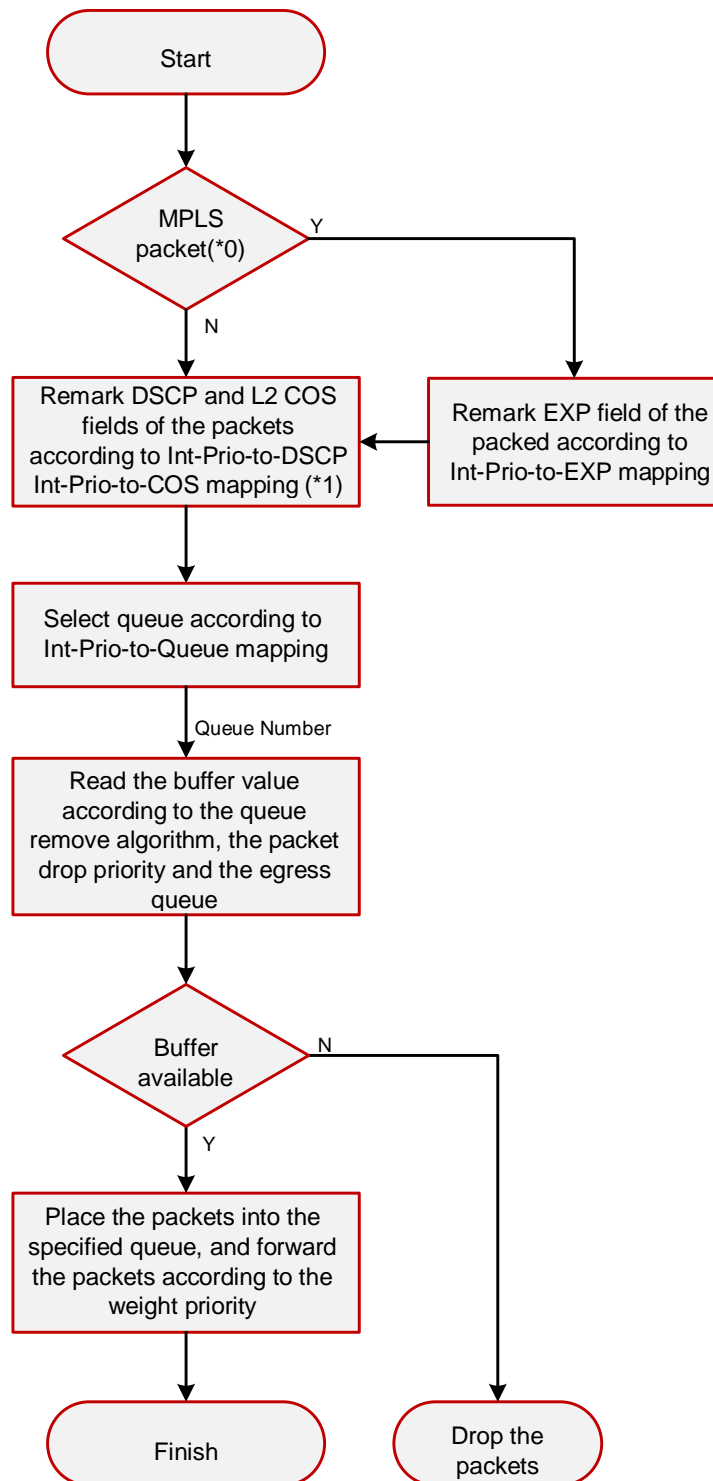 Start
MPLS
packet(*0)
Y
N
Remark DSCP and L2 COS
fields of the packets
according to Int-Prio-to-DSCP
Int-Prio-to-COS mapping (*1)
Remark EXP field of the
packed according to
Int-Prio-to-EXP mapping
Select queue according to
Int-Prio-to-Queue mapping
Queue Number
Read the buffer value
according to the queue
remove algorithm, the packet
drop priority and the egress
queue
Buffer
available
N
Y
Place the packets into the
specified queue, and forward
the packets according to the
weight priority
Finish
Drop the
packets